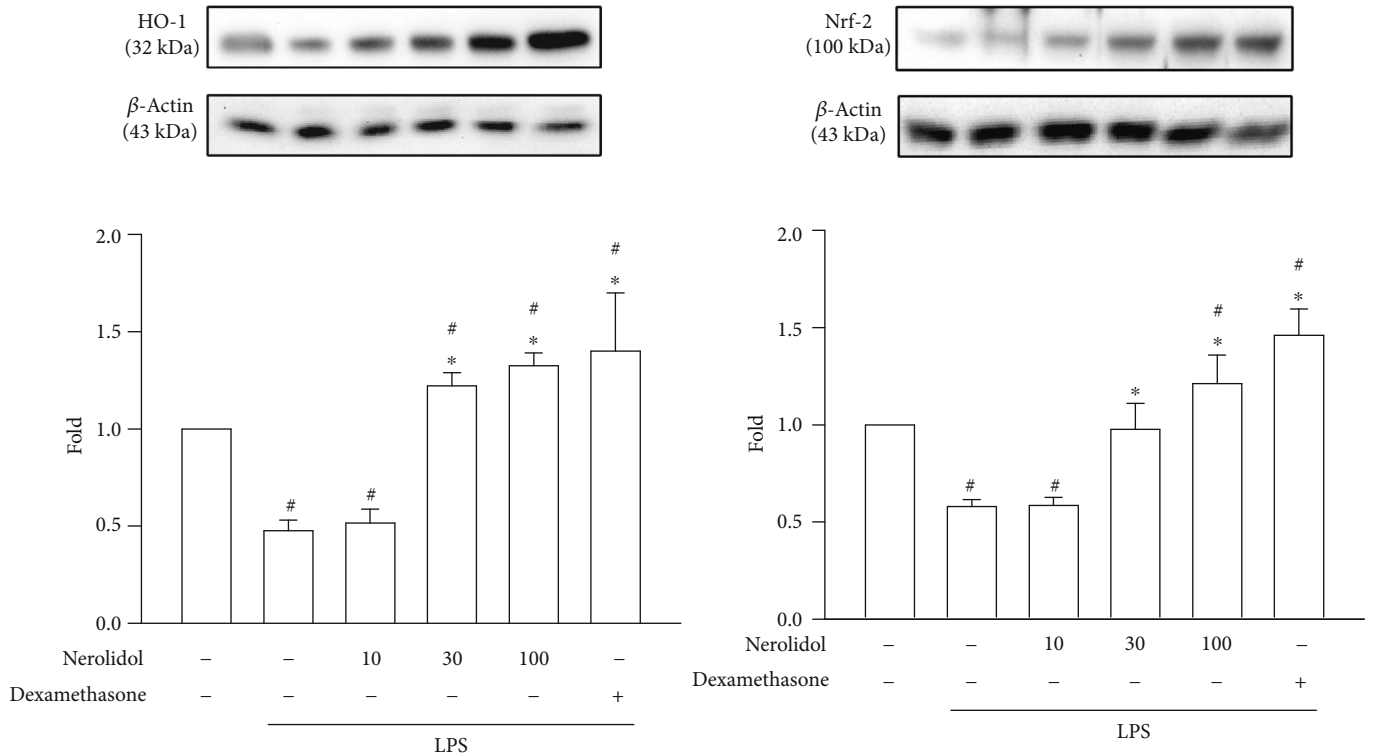 HO-1
(32 kDa)
β-Actin
(43 kDa)
2.0
1.5
1.0
0.5
0.0
Fold
# # # * # * # *
Nerolidol – – 10 30 100 –
Dexamethasone – – – – – +
LPS
Nrf-2
(100 kDa)
β-Actin
(43 kDa)
2.0
1.5
1.0
0.5
0.0
Fold
# # * # * # *
Nerolidol – – 10 30 100 –
Dexamethasone – – – – – +
LPS